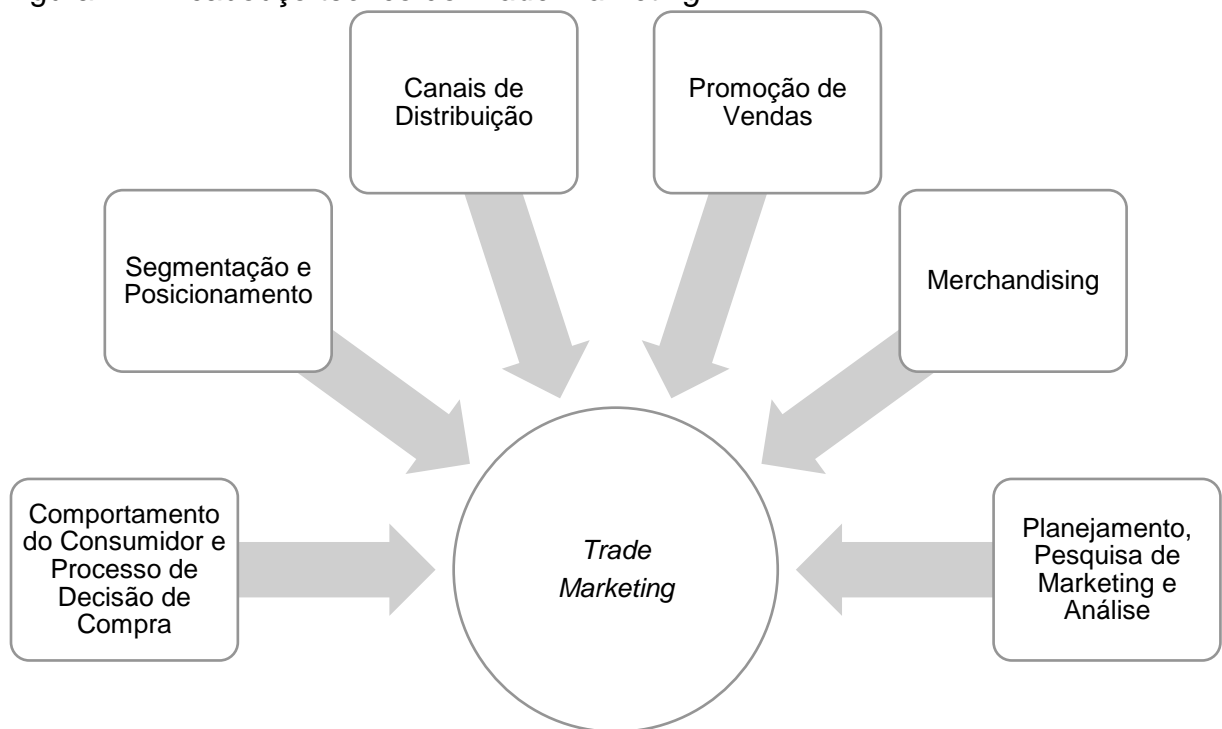 Canais de
Distribuição
Promoção de
Vendas
Segmentação e
Posicionamento
Merchandising
Comportamento
do Consumidor e
Processo de
Decisão de
Compra
Trade
Marketing
Planejamento,
Pesquisa de
Marketing e
Análise